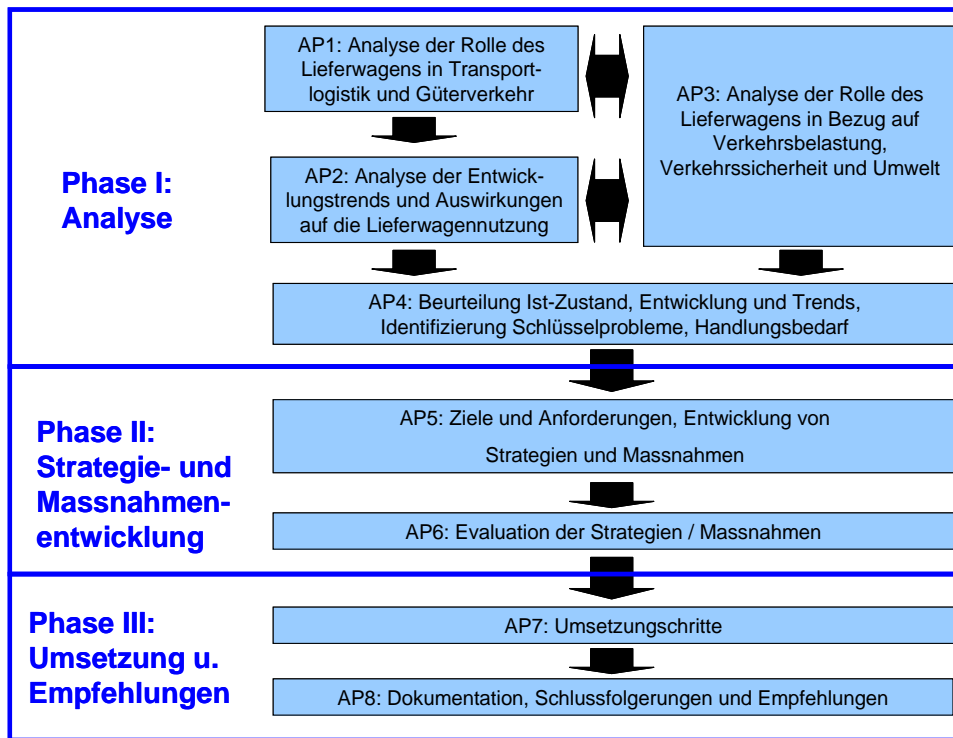 Phase I:
Analyse
AP1: Analyse der Rolle des
Lieferwagens in Transport-
logistik und Güterverkehr
AP3: Analyse der Rolle des
Lieferwagens in Bezug auf
Verkehrsbelastung,
Verkehrssicherheit und Umwelt
AP2: Analyse der Entwick-
lungstrends und Auswirkungen
auf die Lieferwagennutzung
AP4: Beurteilung Ist-Zustand, Entwicklung und Trends,
Identifizierung Schlüsselprobleme, Handlungsbedarf
Phase II:
Strategie- und
Massnahmen-
entwicklung
AP5: Ziele und Anforderungen, Entwicklung von
Strategien und Massnahmen
AP6: Evaluation der Strategien / Massnahmen
Phase III:
Umsetzung u.
Empfehlungen
AP7: Umsetzungschritte
AP8: Dokumentation, Schlussfolgerungen und Empfehlungen